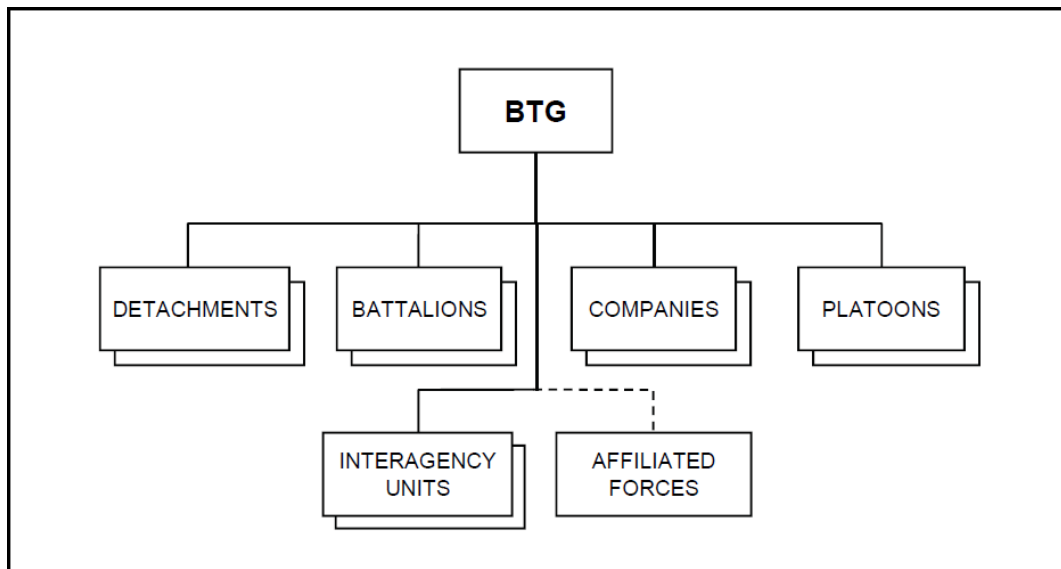 BTG
DETACHMENTS
BATTALIONS
COMPANIES
PLATOONS
INTERAGENCY
UNITS
AFFILIATED
FORCES